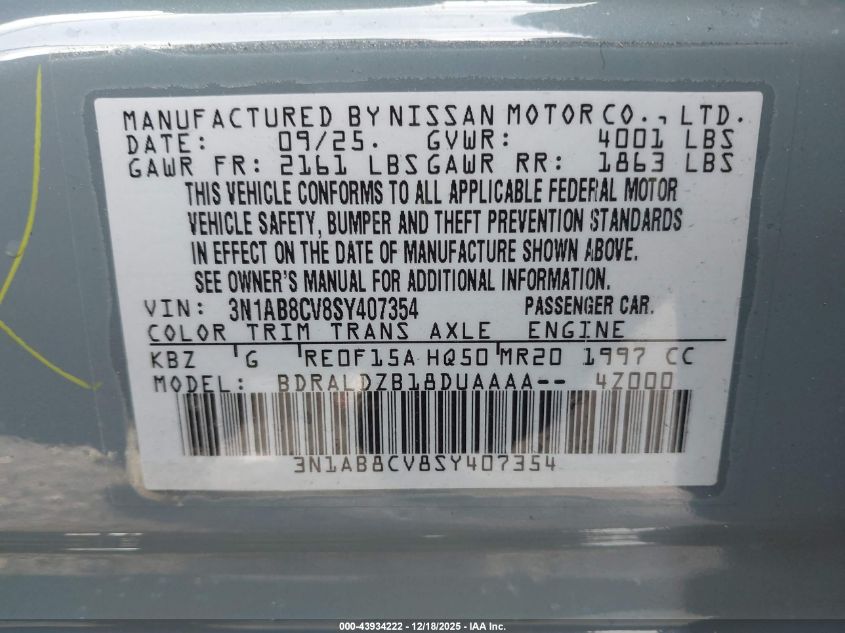 MANUFACTURED BY NISSAN MOTOR CO., LTD.
DATE: 09/25. GVWR: 4001 LBS
GAWR FR: 2161 LBS GAWR RR: 1863 LBS
THIS VEHICLE CONFORMS TO ALL APPLICABLE FEDERAL MOTOR
VEHICLE SAFETY, BUMPER AND THEFT PREVENTION STANDARDS
IN EFFECT ON THE DATE OF MANUFACTURE SHOWN ABOVE.
SEE OWNER'S MANUAL FOR ADDITIONAL INFORMATION.
VIN: 3N1AB8CV8SY407354 PASSENGER CAR.
COLOR TRIM TRANS AXLE ENGINE
KBZ G RE0F15A HQ50 MR20 1997 CC
MODEL: BDRALDZB18DUAAAA-- 4Z000
3N1AB8CV8SY407354
000-43934222 - 12/18/2025 - IAA Inc.